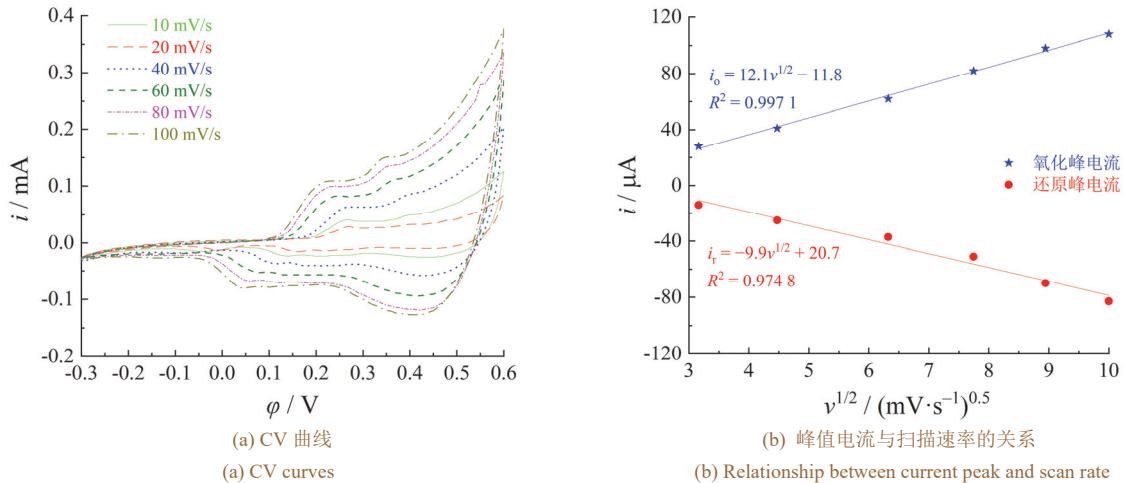 10 mV/s
20 mV/s
40 mV/s
60 mV/s
80 mV/s
100 mV/s
0.4
0.3
0.2
0.1
0.0
-0.1
-0.2
i / mA
-0.3 -0.2 -0.1 0.0 0.1 0.2 0.3 0.4 0.5 0.6
φ / V
(a) CV 曲线
(a) CV curves
120
80
40
0
-40
-80
-120
i / μA
i₀ = 12.1v^1/2 − 11.8
R² = 0.997 1
氧化峰电流
还原峰电流
iᵣ = −9.9v^1/2 + 20.7
R² = 0.974 8
3 4 5 6 7 8 9 10
v^1/2 / (mV·s⁻¹)^0.5
(b) 峰值电流与扫描速率的关系
(b) Relationship between current peak and scan rate